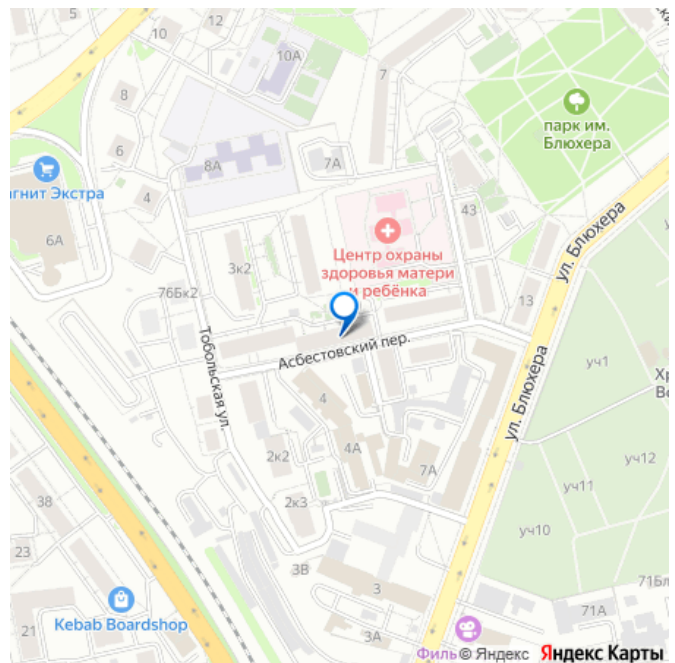 5
10
10А
7
8
6
8А
7А
4
парк им.
Блюхера
агнит Экстра
6А
43
Центр охраны
здоровья матери
и ребёнка
3к2
76Бк2
13
ул. Блюхера
Асбестовский пер.
Тобольская ул.
ул. Блюхера
уч1
Хр
Во
4
4А
7А
2к2
2к3
уч12
уч11
уч10
38
23
21
Kebab Boardshop
3В
3
3А
71Бл
71А
Филь
© Яндекс
Яндекс Карты